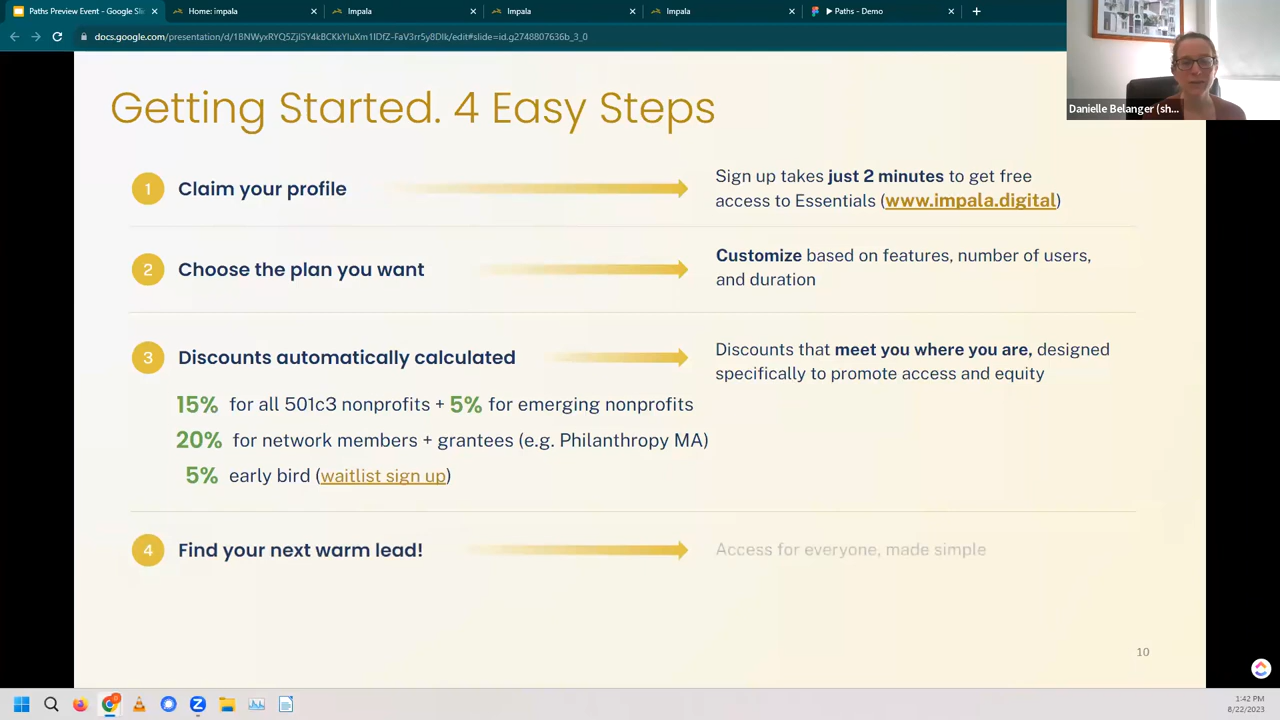 Paths Preview Event - Google Sli
Home: impala
Impala
Impala
Impala
Paths - Demo
docs.google.com/presentation/d/18NWyxRYQ5ZjlSY4kBCKkYluXm1IDfZ-FaV3rr5y8DIk/edit#slide=id.g2748807636b_3_0
Danielle Belanger (sh...
Getting Started. 4 Easy Steps
1 Claim your profile
Sign up takes just 2 minutes to get free
access to Essentials (www.impala.digital)
2 Choose the plan you want
Customize based on features, number of users,
and duration
3 Discounts automatically calculated
Discounts that meet you where you are, designed
specifically to promote access and equity
15% for all 501c3 nonprofits + 5% for emerging nonprofits
20% for network members + grantees (e.g. Philanthropy MA)
5% early bird (waitlist sign up)
4 Find your next warm lead!
Access for everyone, made simple
10
1:42 PM
8/22/2023